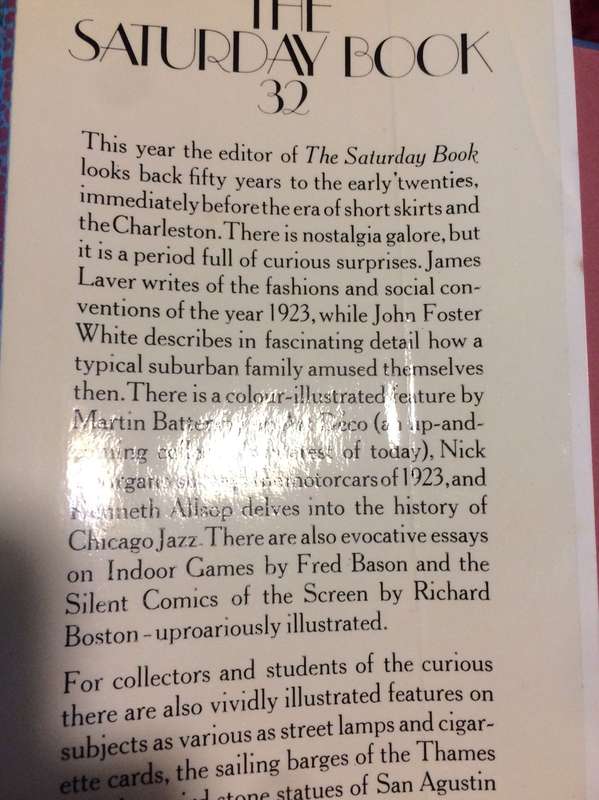 THE
SATURDAY BOOK
32
This year the editor of The Saturday Book
looks back fifty years to the early 'twenties,
immediately before the era of short skirts and
the Charleston. There is nostalgia galore, but
it is a period full of curious surprises. James
Laver writes of the fashions and social con-
ventions of the year 1923, while John Foster
White describes in fascinating detail how a
typical suburban family amused themselves
then. There is a colour-illustrated feature by
Martin Deco (an up-and-
of today), Nick
motorcars of 1923, and
Kenneth Allsop delves into the history of
Chicago Jazz. There are also evocative essays
on Indoor Games by Fred Bason and the
Silent Comics of the Screen by Richard
Boston - uproariously illustrated.
For collectors and students of the curious
there are also vividly illustrated features on
subjects as various as street lamps and cigar-
ette cards, the sailing barges of the Thames
stone statues of San Agustin